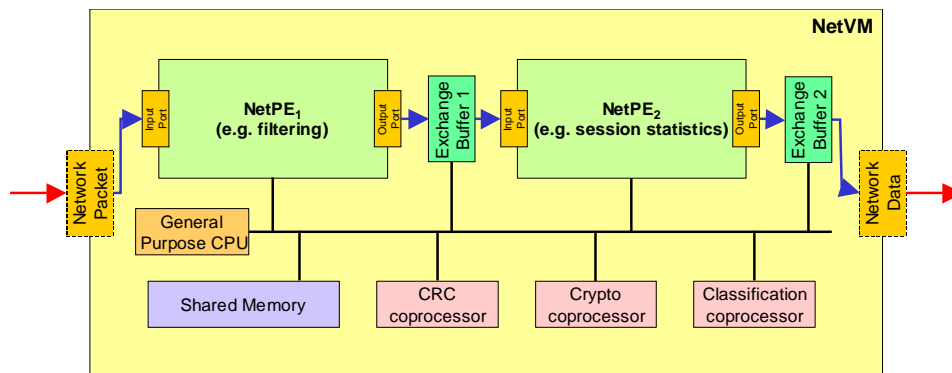 NetVM
NetPE1
(e.g. filtering)
NetPE2
(e.g. session statistics)
Input
Port
Output
Port
Exchange
Buffer 1
Input
Port
Output
Port
Exchange
Buffer 2
Network
Packet
Network
Data
General
Purpose CPU
Shared Memory
CRC
coprocessor
Crypto
coprocessor
Classification
coprocessor